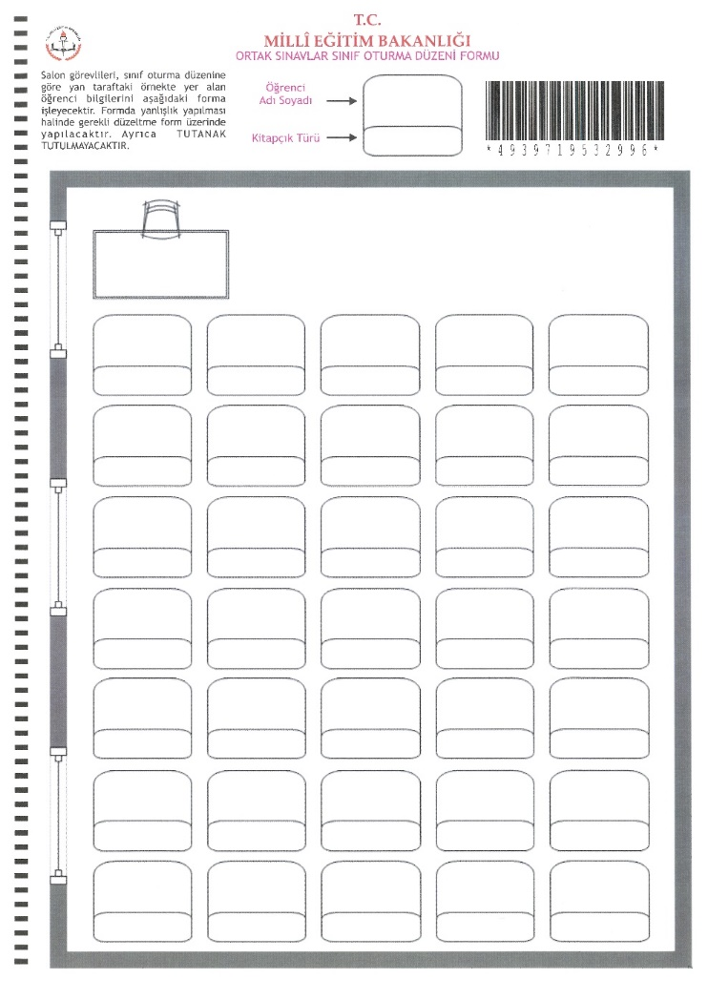 T.C.
MİLLÎ EĞİTİM BAKANLIĞI
ORTAK SINAVLAR SINIF OTURMA DÜZENİ FORMU
Salon görevlileri, sınıf oturma düzenine
göre yan taraftaki örnekte yer alan
öğrenci bilgilerini aşağıdaki forma
işleyecektir. Formda yanlışlık yapılması
halinde gerekli düzeltme form üzerinde
yapılacaktır. Ayrıca TUTANAK
TUTULMAYACAKTIR.
Öğrenci
Adı Soyadı
Kitapçık Türü
*4939719532996*